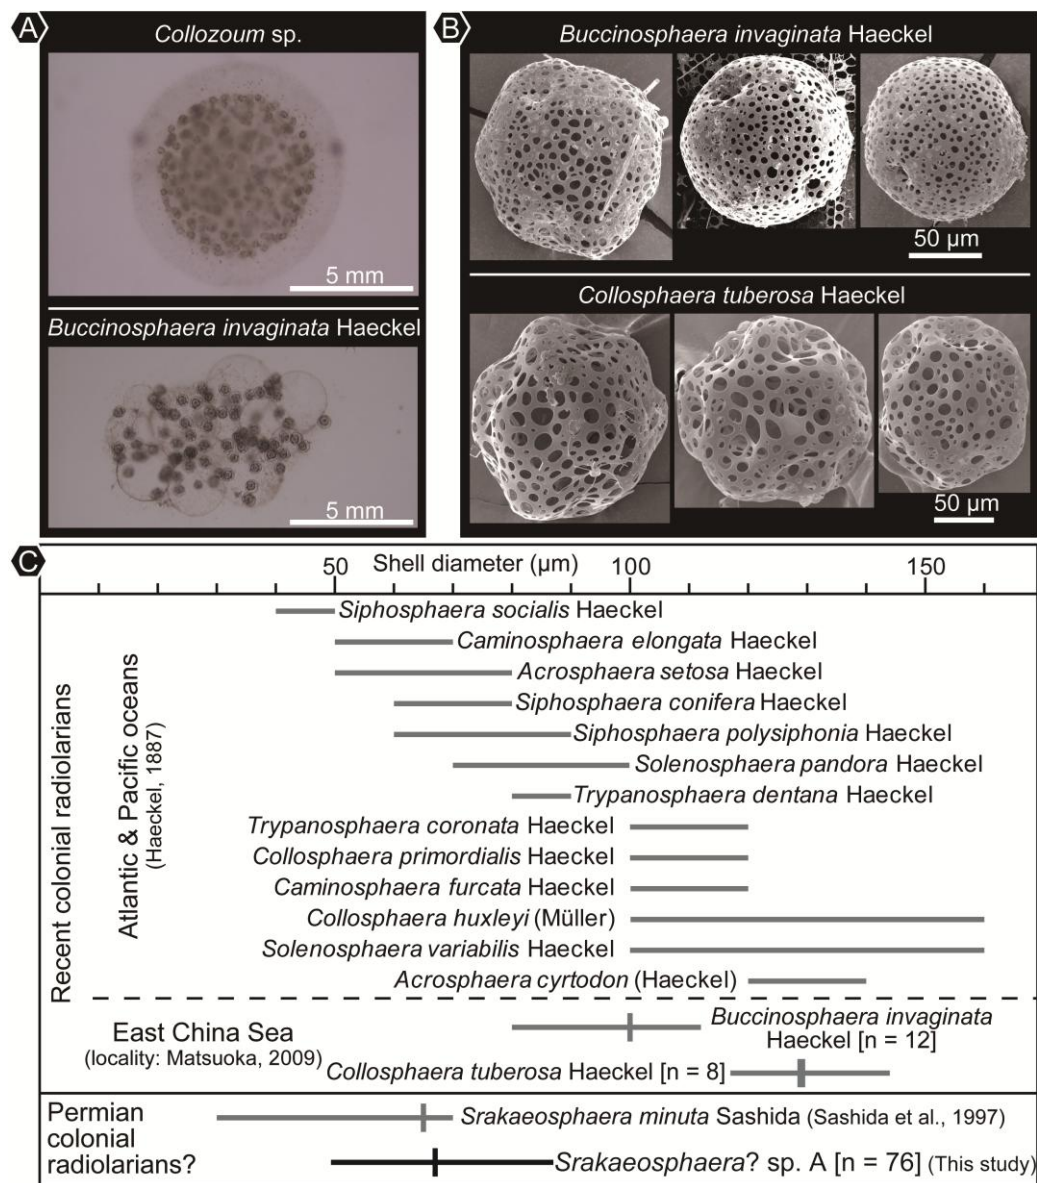 A
Collozoum sp.
5 mm
Buccinosphaera invaginata Haeckel
5 mm
B
Buccinosphaera invaginata Haeckel
50 µm
Collosphaera tuberosa Haeckel
50 µm
C
50 Shell diameter (µm) 100 150
Recent colonial radiolarians
Atlantic & Pacific oceans
(Haeckel, 1887)
Siphosphaera socialis Haeckel
Caminosphaera elongata Haeckel
Acrosphaera setosa Haeckel
Siphosphaera conifera Haeckel
Siphosphaera polysiphonia Haeckel
Solenosphaera pandora Haeckel
Trypanosphaera dentana Haeckel
Trypanosphaera coronata Haeckel
Collosphaera primordialis Haeckel
Caminosphaera furcata Haeckel
Collosphaera huxleyi (Müller)
Solenosphaera variabilis Haeckel
Acrosphaera cyrtodon (Haeckel)
East China Sea
(locality: Matsuoka, 2009)
Buccinosphaera invaginata
Haeckel [n = 12]
Collosphaera tuberosa Haeckel [n = 8]
Permian
colonial
radiolarians?
Srakaeosphaera minuta Sashida (Sashida et al., 1997)
Srakaeosphaera? sp. A [n = 76] (This study)